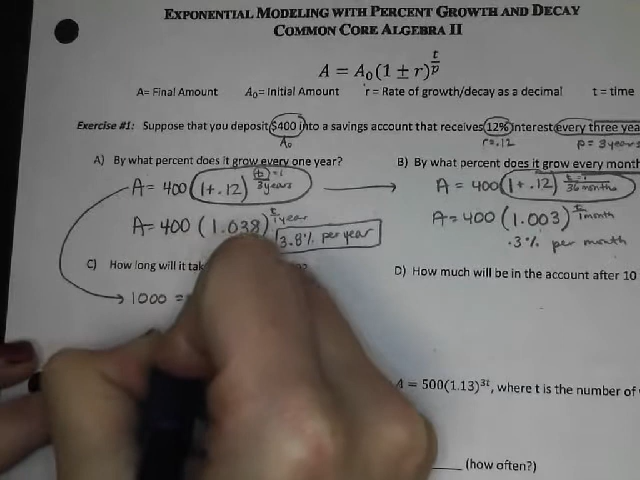 EXPONENTIAL MODELING WITH PERCENT GROWTH AND DECAY
COMMON CORE ALGEBRA II
A = A₀(1 ± r)^(t/p)
A= Final Amount A₀= Initial Amount r = Rate of growth/decay as a decimal t = time
Exercise #1: Suppose that you deposit $400 into a savings account that receives 12% interest every three yea
A₀ r=.12 p=3years
A) By what percent does it grow every one year?
A = 400(1+.12)^(t=1/3years)
A= 400(1.038)^(t/1year)
3.8% per year
B) By what percent does it grow every month
A = 400(1+.12)^(t=1/36months)
A=400(1.003)^(t/1month)
.3% per month
C) How long will it tak
1000 =
D) How much will be in the account after 10
A = 500(1.13)^3t, where t is the number of
(how often?)